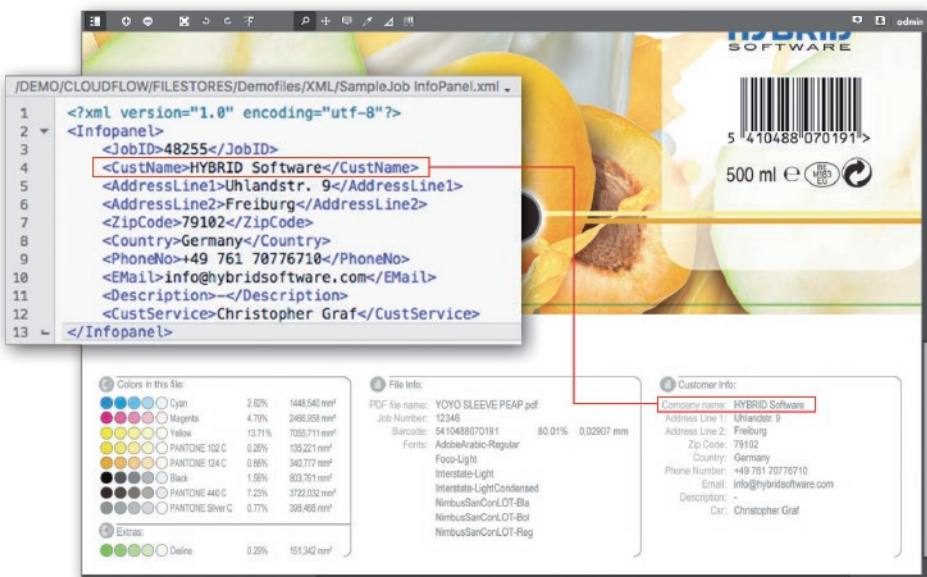 admin
HYBRID
SOFTWARE
/DEMO/CLOUDFLOW/FILESTORES/Demofiles/XML/SampleJob InfoPanel.xml
1 <?xml version="1.0" encoding="utf-8"?>
2 <Infopanel>
3 <JobID>48255</JobID>
4 <CustName>HYBRID Software</CustName>
5 <AddressLine1>Uhlandstr. 9</AddressLine1>
6 <AddressLine2>Freiburg</AddressLine2>
7 <ZipCode>79102</ZipCode>
8 <Country>Germany</Country>
9 <PhoneNo>+49 761 70776710</PhoneNo>
10 <EMail>info@hybridsoftware.com</EMail>
11 <Description>-</Description>
12 <CustService>Christopher Graf</CustService>
13 </Infopanel>
5 410488 070191 >
500 ml ℮
Colors in this file:
Cyan 2.82% 1448,540 mm²
Magenta 4.79% 2466,958 mm²
Yellow 13.71% 7055,711 mm²
PANTONE 102 C 0.26% 135,221 mm²
PANTONE 124 C 0.66% 340,777 mm²
Black 1.56% 803,761 mm²
PANTONE 440 C 7.23% 3722,032 mm²
PANTONE Silver C 0.77% 398,466 mm²
Extras:
Dieline 0.29% 151,342 mm²
File Info:
PDF file name: YOYO SLEEVE PEAP.pdf
Job Number: 12346
Barcode: 5410488070191 80.01% 0,02907 mm
Fonts: AdobeArabic-Regular
Foco-Light
Interstate-Light
Interstate-LightCondensed
NimbusSanConLOT-Bla
NimbusSanConLOT-Bol
NimbusSanConLOT-Reg
Customer Info:
Company name: HYBRID Software
Address Line 1: Uhlandstr. 9
Address Line 2: Freiburg
Zip Code: 79102
Country: Germany
Phone Number: +49 761 70776710
Email: info@hybridsoftware.com
Description: -
Csr: Christopher Graf